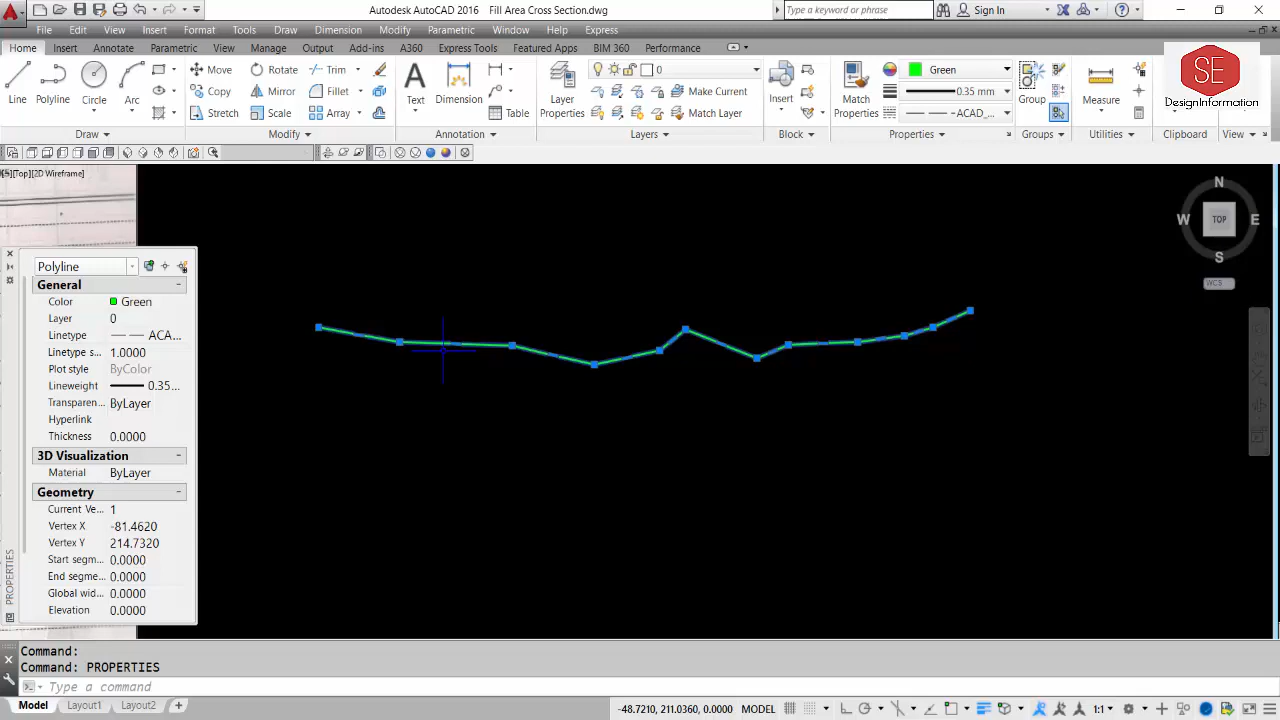 Autodesk AutoCAD 2016 Fill Area Cross Section.dwg
Type a keyword or phrase
Sign In
File Edit View Insert Format Tools Draw Dimension Modify Parametric Window Help Express
Home Insert Annotate Parametric View Manage Output Add-ins A360 Express Tools Featured Apps BIM 360 Performance
Line Polyline Circle Arc
Move Rotate Trim
Copy Mirror Fillet
Stretch Scale Array
Text Dimension Table
Layer Properties
0
Make Current
Match Layer
Insert
Match Properties
Green
0.35 mm
ACAD_...
Group
Measure
SE
DesignInformation
Draw Modify Annotation Layers Block Properties Groups Utilities Clipboard View
[Top][2D Wireframe]
N
W TOP E
S
WCS
Polyline
General
Color Green
Layer 0
Linetype ACA...
Linetype s... 1.0000
Plot style ByColor
Lineweight 0.35...
Transparen... ByLayer
Hyperlink
Thickness 0.0000
3D Visualization
Material ByLayer
Geometry
Current Ve... 1
Vertex X -81.4620
Vertex Y 214.7320
Start segm... 0.0000
End segme... 0.0000
Global wid... 0.0000
Elevation 0.0000
PROPERTIES
Command:
Command: PROPERTIES
Type a command
Model Layout1 Layout2 +
-48.7210, 211.0360, 0.0000 MODEL
1:1